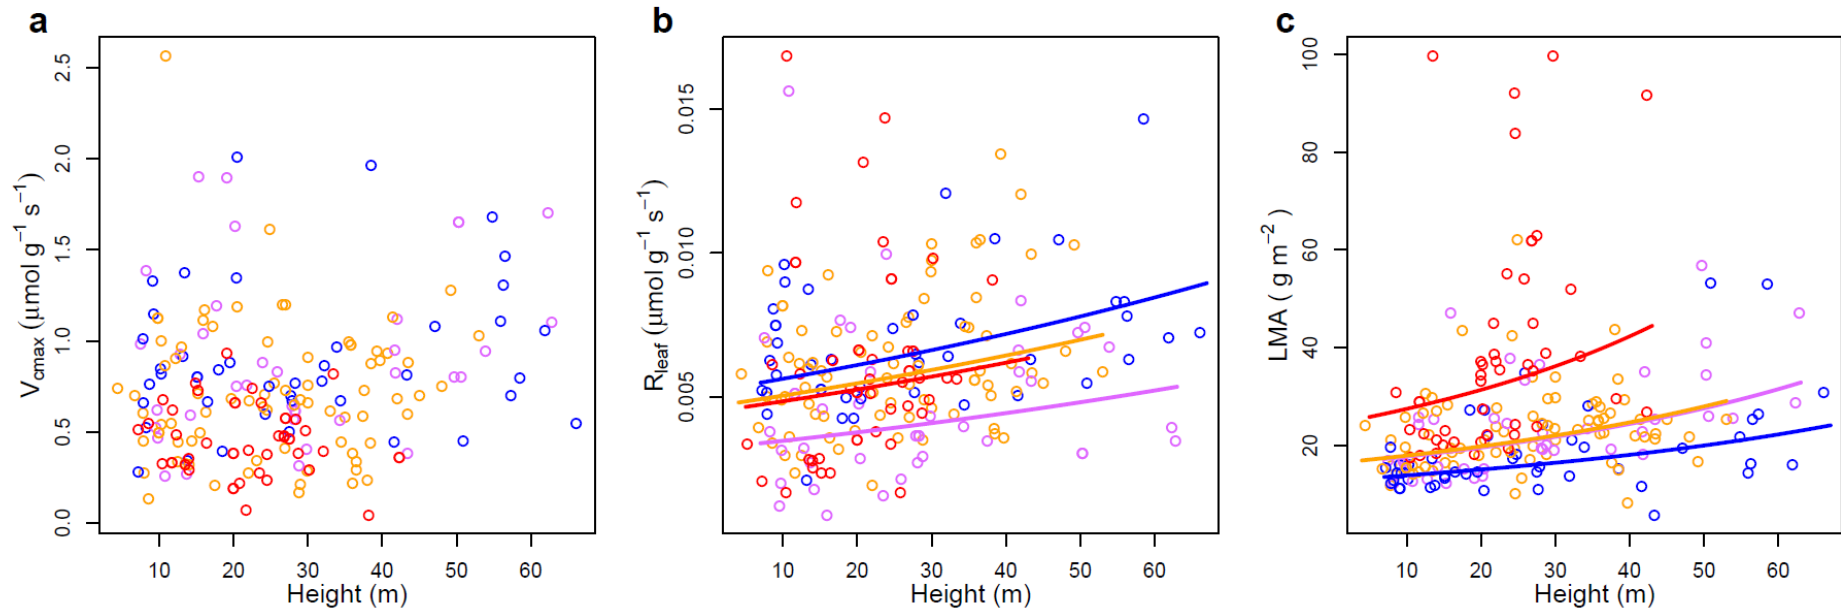 a
2.5
2.0
1.5
1.0
0.5
0.0
Vcmax (μmol g⁻¹ s⁻¹)
10 20 30 40 50 60
Height (m)
b
0.015
0.010
0.005
Rleaf (μmol g⁻¹ s⁻¹)
10 20 30 40 50 60
Height (m)
c
100
80
60
40
20
LMA ( g m⁻²)
10 20 30 40 50 60
Height (m)